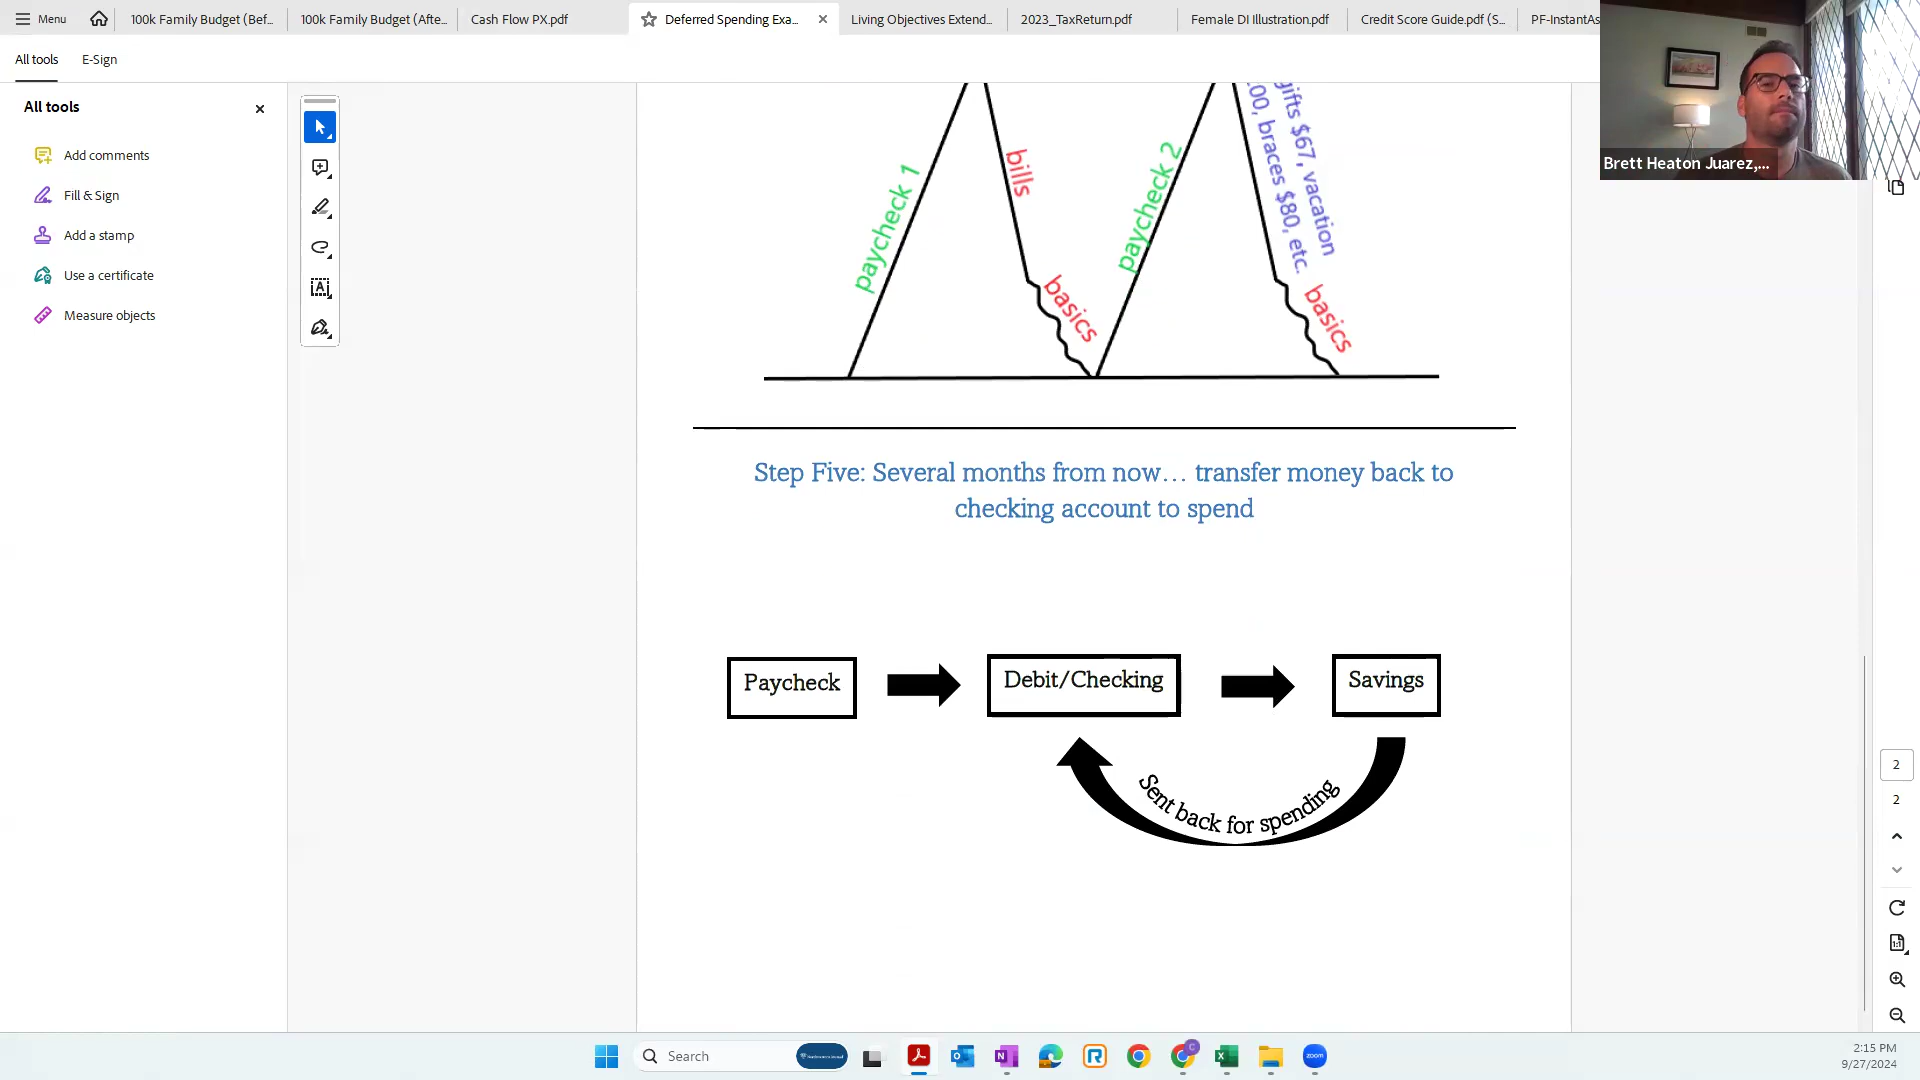 Menu
100k Family Budget (Bef...
100k Family Budget (Afte...
Cash Flow PX.pdf
Deferred Spending Exa...
Living Objectives Extend...
2023_TaxReturn.pdf
Female DI Illustration.pdf
Credit Score Guide.pdf (S...
PF-InstantAs
All tools
E-Sign
All tools
Add comments
Fill & Sign
Add a stamp
Use a certificate
Measure objects
Brett Heaton Juarez,...
paycheck 1
bills
basics
paycheck 2
gifts $67, vacation
00, braces $80, etc.
basics
Step Five: Several months from now... transfer money back to
checking account to spend
Paycheck
Debit/Checking
Savings
Sent back for spending
2
2
1:1
Search
zoom
2:15 PM
9/27/2024